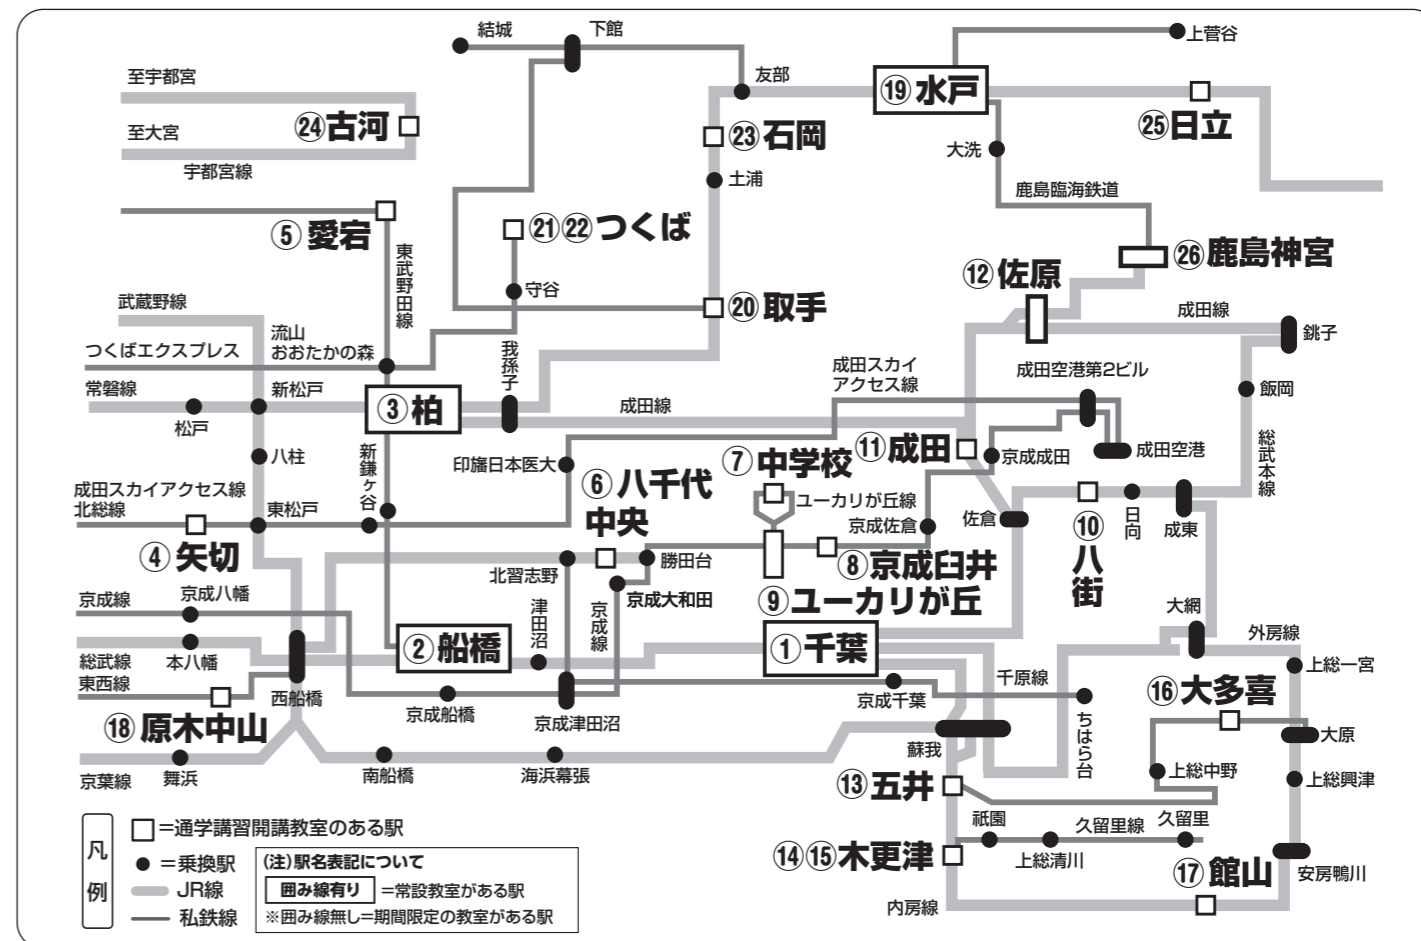 結城
下館
上菅谷
至宇都宮
友部
⑲水戸
㉔古河
㉕日立
至大宮
㉓石岡
大洗
宇都宮線
土浦
鹿島臨海鉄道
⑤愛宕
㉑㉒つくば
東武野田線
㉖鹿島神宮
⑫佐原
守谷
⑳取手
武蔵野線
成田線
流山
おおたかの森
つくばエクスプレス
我孫子
成田スカイ
アクセス線
成田空港第2ビル
銚子
常磐線
新松戸
③柏
成田線
飯岡
松戸
総武本線
八柱
新鎌ヶ谷
印旛日本医大
⑦中学校
⑪成田
京成成田
成田空港
⑥八千代
中央
ユーカリが丘線
成田スカイアクセス線
北総線
東松戸
京成佐倉
佐倉
⑩八街
日向
成東
④矢切
北習志野
勝田台
⑧京成臼井
京成線
京成八幡
津田沼
京成線
京成大和田
⑨ユーカリが丘
大網
外房線
②船橋
①千葉
総武線
本八幡
東西線
西船橋
上総一宮
千原線
⑯大多喜
京成船橋
京成津田沼
京成千葉
ちはら台
⑱原木中山
蘇我
大原
京葉線
舞浜
南船橋
海浜幕張
上総中野
上総興津
⑬五井
祇園
久留里線
久留里
⑭⑮木更津
上総清川
⑰館山
安房鴨川
内房線
凡例
=通学講習開講教室のある駅
=乗換駅
JR線
私鉄線
(注)駅名表記について
囲み線有り =常設教室がある駅
※囲み線無し=期間限定の教室がある駅